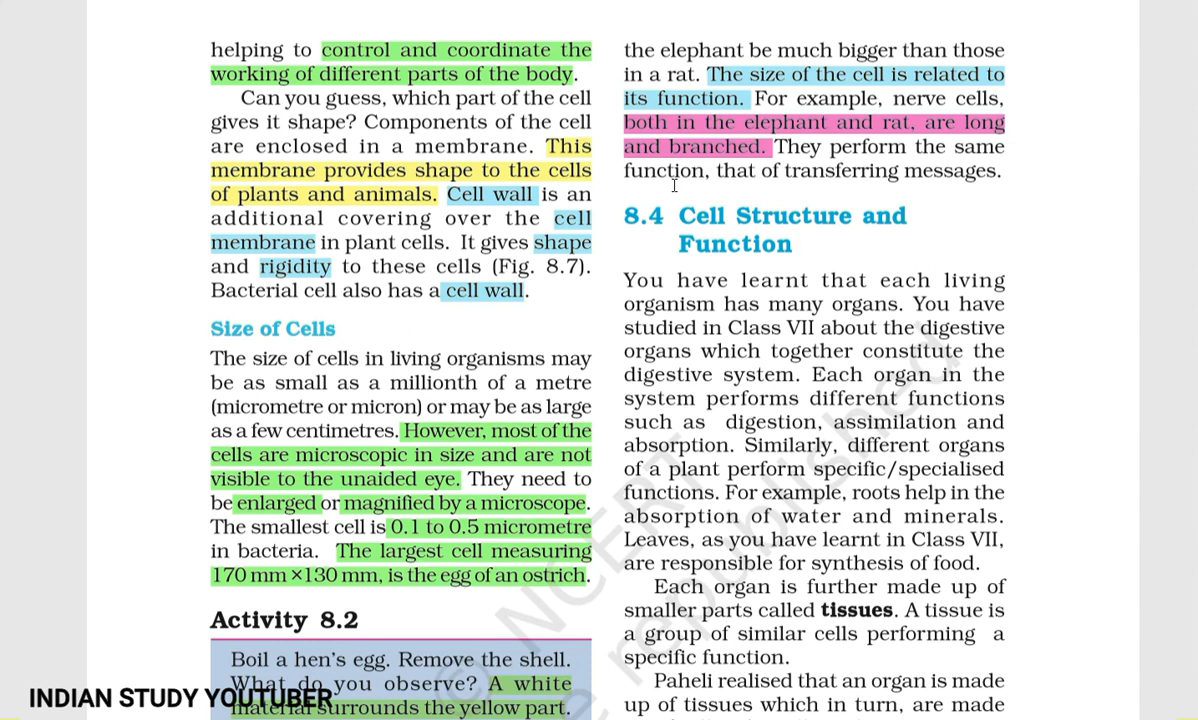 helping to control and coordinate the
working of different parts of the body.
Can you guess, which part of the cell
gives it shape? Components of the cell
are enclosed in a membrane. This
membrane provides shape to the cells
of plants and animals. Cell wall is an
additional covering over the cell
membrane in plant cells. It gives shape
and rigidity to these cells (Fig. 8.7).
Bacterial cell also has a cell wall.
Size of Cells
The size of cells in living organisms may
be as small as a millionth of a metre
(micrometre or micron) or may be as large
as a few centimetres. However, most of the
cells are microscopic in size and are not
visible to the unaided eye. They need to
be enlarged or magnified by a microscope.
The smallest cell is 0.1 to 0.5 micrometre
in bacteria. The largest cell measuring
170 mm ×130 mm, is the egg of an ostrich.
Activity 8.2
Boil a hen's egg. Remove the shell.
What do you observe? A white
material surrounds the yellow part.
the elephant be much bigger than those
in a rat. The size of the cell is related to
its function. For example, nerve cells,
both in the elephant and rat, are long
and branched. They perform the same
function, that of transferring messages.
8.4 Cell Structure and
Function
You have learnt that each living
organism has many organs. You have
studied in Class VII about the digestive
organs which together constitute the
digestive system. Each organ in the
system performs different functions
such as digestion, assimilation and
absorption. Similarly, different organs
of a plant perform specific/specialised
functions. For example, roots help in the
absorption of water and minerals.
Leaves, as you have learnt in Class VII,
are responsible for synthesis of food.
Each organ is further made up of
smaller parts called tissues. A tissue is
a group of similar cells performing a
specific function.
Paheli realised that an organ is made
up of tissues which in turn, are made
© NCERT
be republished
INDIAN STUDY YOUTUBER